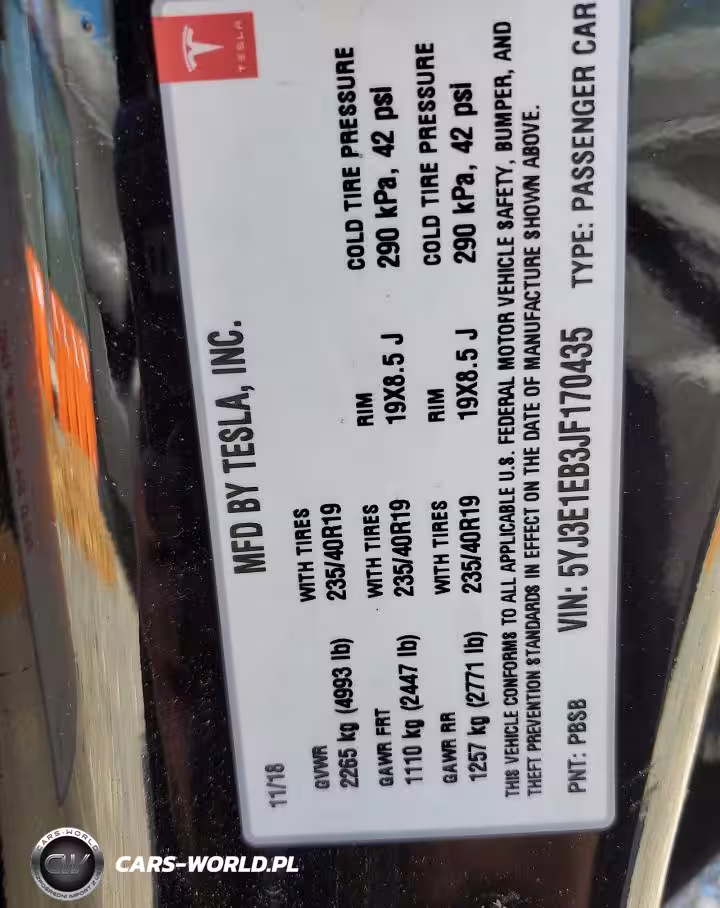 TESLA
MFD BY TESLA, INC.
11/18
GVWR WITH TIRES
2265 kg (4993 lb) 235/40R19
GAWR FRT WITH TIRES RIM COLD TIRE PRESSURE
1110 kg (2447 lb) 235/40R19 19X8.5 J 290 kPa, 42 psi
GAWR RR WITH TIRES RIM COLD TIRE PRESSURE
1257 kg (2771 lb) 235/40R19 19X8.5 J 290 kPa, 42 psi
THIS VEHICLE CONFORMS TO ALL APPLICABLE U.S. FEDERAL MOTOR VEHICLE SAFETY, BUMPER, AND
THEFT PREVENTION STANDARDS IN EFFECT ON THE DATE OF MANUFACTURE SHOWN ABOVE.
PNT: PBSB VIN: 5YJ3E1EB3JF170435 TYPE: PASSENGER CAR
CARS-WORLD
CW
CARS-WORLD.PL